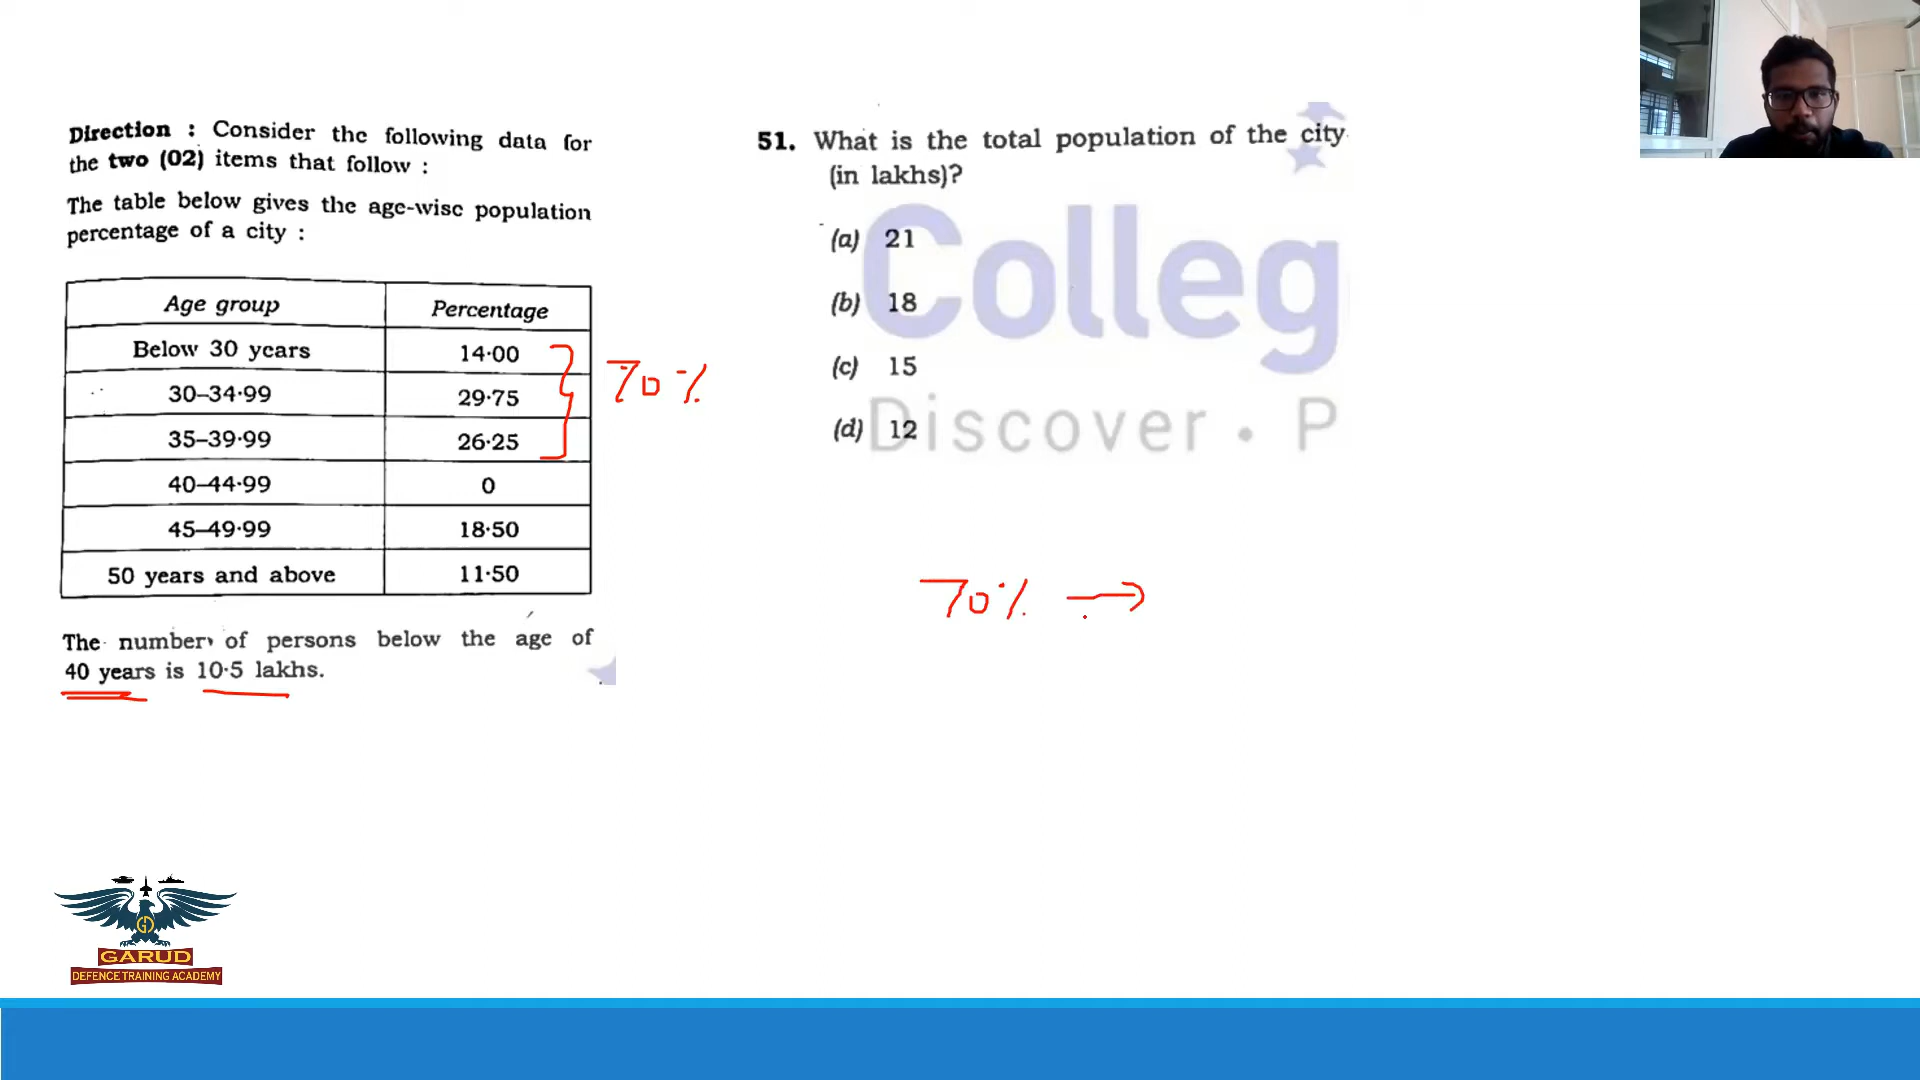 Direction : Consider the following data for
the two (02) items that follow :
The table below gives the age-wise population
percentage of a city :
Age group Percentage
Below 30 years 14·00
30–34·99 29·75
35–39·99 26·25
40–44·99 0
45–49·99 18·50
50 years and above 11·50
70%
The number of persons below the age of
40 years is 10·5 lakhs.
51. What is the total population of the city
(in lakhs)?
(a) 21
(b) 18
(c) 15
(d) 12
Colleg
Discover • P
70% →
GD
GARUD
DEFENCE TRAINING ACADEMY